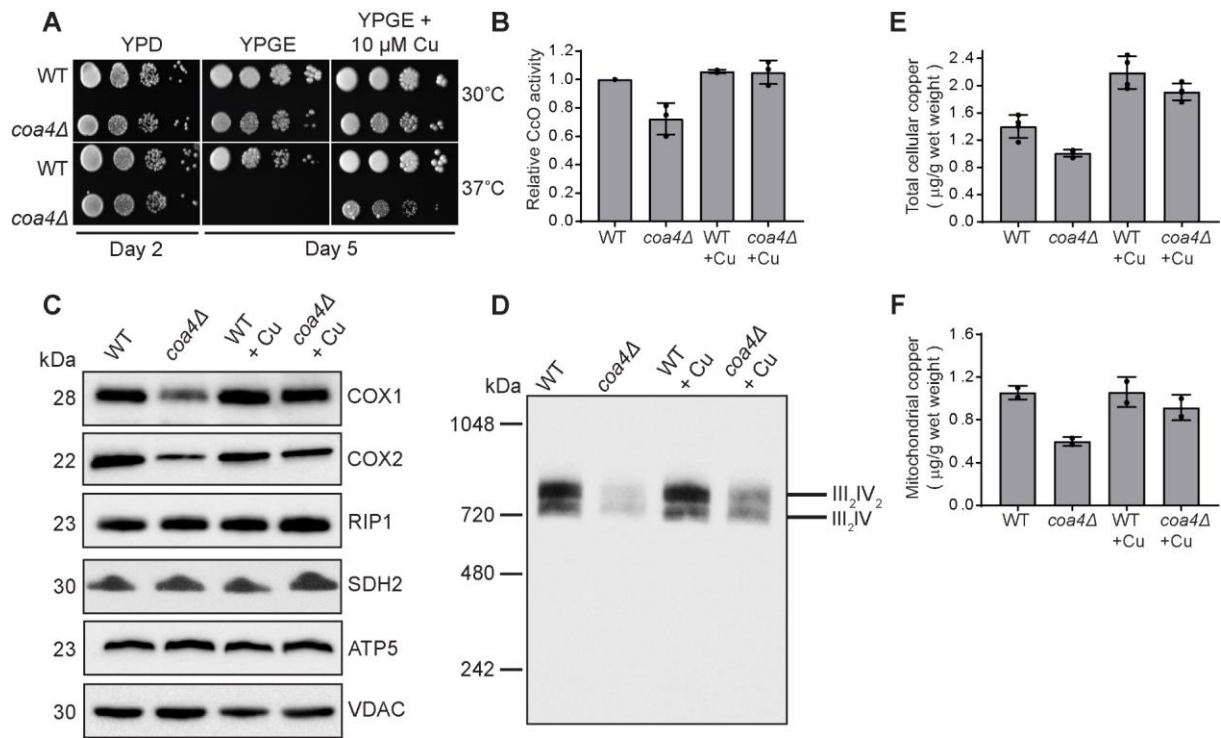 A
YPD
YPGE
YPGE +
10 µM Cu
WT
coa4Δ
WT
coa4Δ
30°C
37°C
Day 2
Day 5
B
Relative CcO activity
1.2
1.0
0.8
0.6
0.4
0.2
0.0
WT
coa4Δ
WT
+Cu
coa4Δ
+Cu
E
Total cellular copper
( µg/g wet weight )
2.4
1.8
1.2
0.6
0.0
WT
coa4Δ
WT
+Cu
coa4Δ
+Cu
C
kDa
WT
coa4Δ
WT
+ Cu
coa4Δ
+ Cu
28
COX1
22
COX2
23
RIP1
30
SDH2
23
ATP5
30
VDAC
D
kDa
WT
coa4Δ
WT
+ Cu
coa4Δ
+ Cu
1048
720
480
242
III₂IV₂
III₂IV
F
Mitochondrial copper
( µg/g wet weight )
1.6
1.2
0.8
0.4
0.0
WT
coa4Δ
WT
+Cu
coa4Δ
+Cu